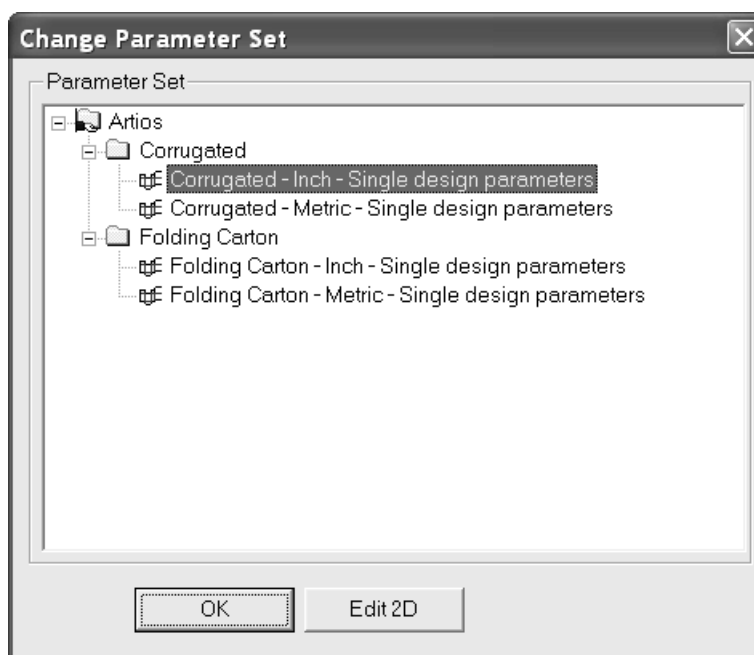 Change Parameter Set
Parameter Set
Artios
Corrugated
Corrugated - Inch - Single design parameters
Corrugated - Metric - Single design parameters
Folding Carton
Folding Carton - Inch - Single design parameters
Folding Carton - Metric - Single design parameters
OK
Edit 2D